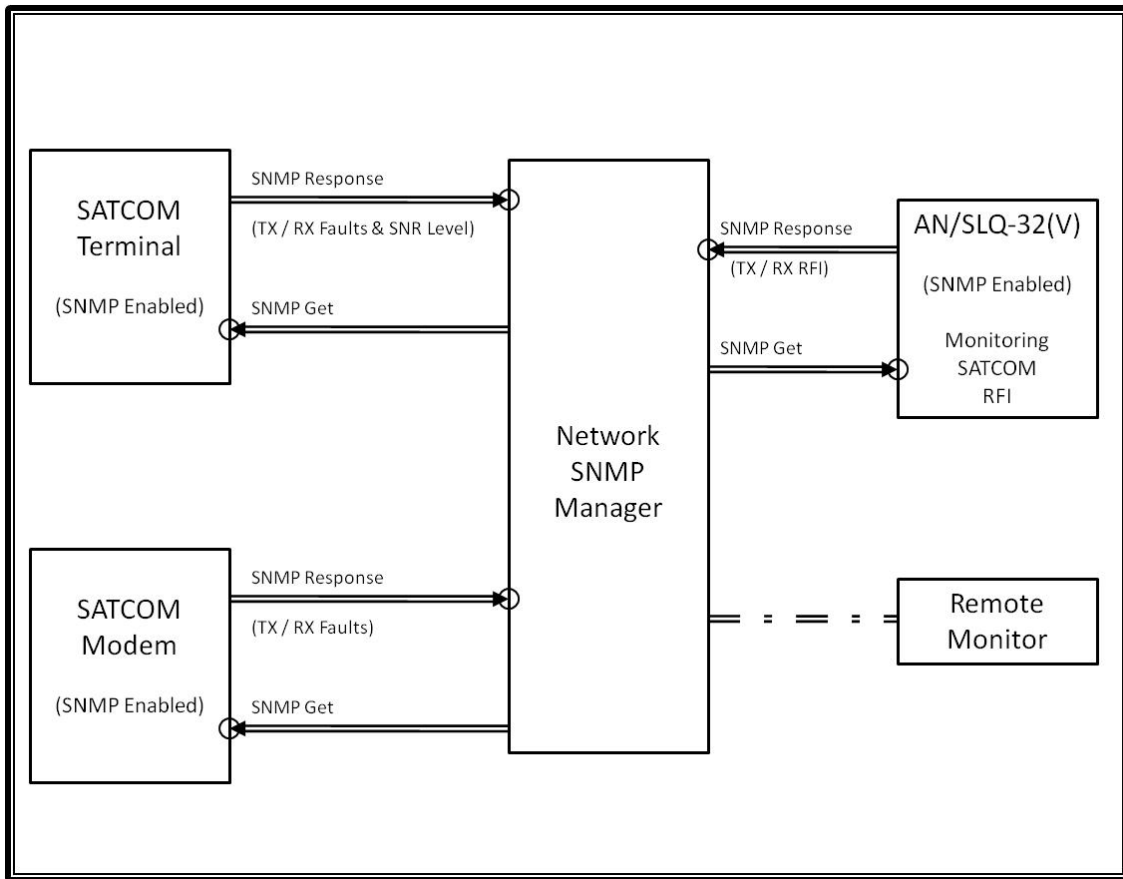 SATCOM
Terminal
(SNMP Enabled)
SNMP Response
(TX / RX Faults & SNR Level)
SNMP Get
SATCOM
Modem
(SNMP Enabled)
SNMP Response
(TX / RX Faults)
SNMP Get
Network
SNMP
Manager
SNMP Response
(TX / RX RFI)
SNMP Get
AN/SLQ-32(V)
(SNMP Enabled)
Monitoring
SATCOM
RFI
Remote
Monitor